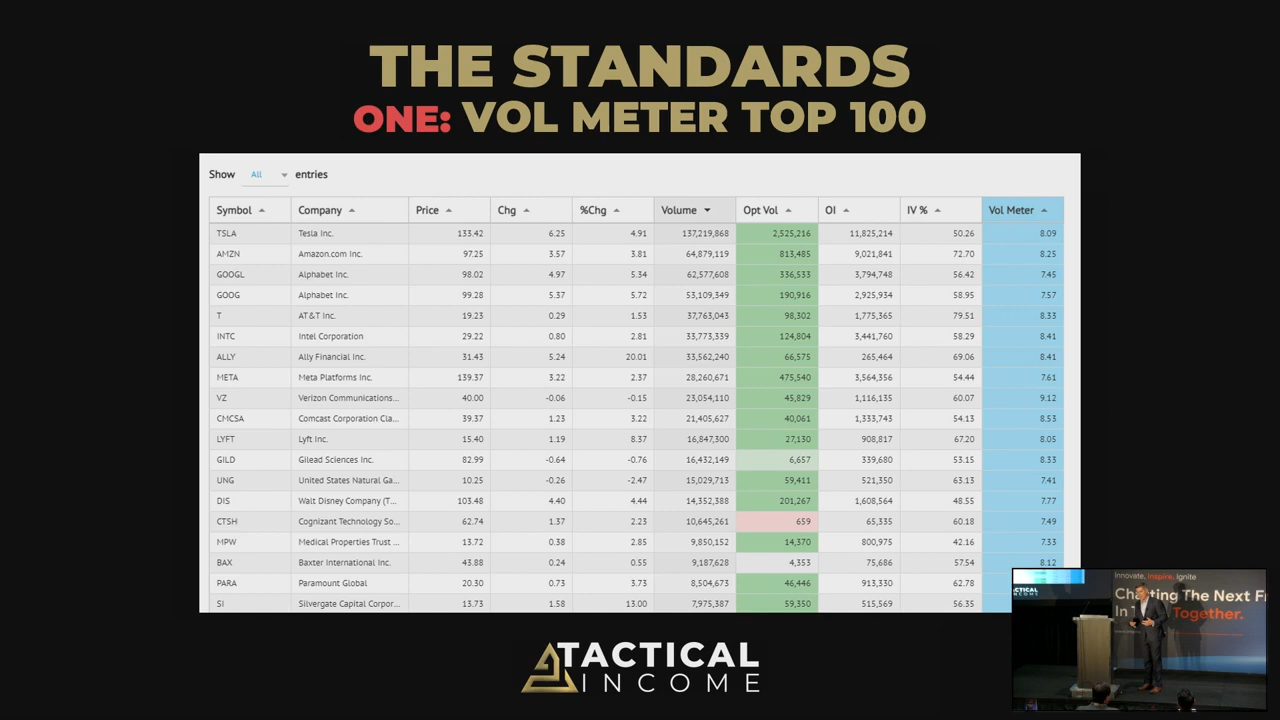 THE STANDARDS
ONE: VOL METER TOP 100
Show All entries
Symbol Company Price Chg %Chg Volume Opt Vol OI IV % Vol Meter
TSLA Tesla Inc. 133.42 6.25 4.91 137,219,868 2,525,216 11,825,214 50.26 8.09
AMZN Amazon.com Inc. 97.25 3.57 3.81 64,879,119 813,485 9,021,841 72.70 8.25
GOOGL Alphabet Inc. 98.02 4.97 5.34 62,577,608 336,533 3,794,748 56.42 7.45
GOOG Alphabet Inc. 99.28 5.37 5.72 53,109,349 190,916 2,925,934 58.95 7.57
T AT&T Inc. 19.23 0.29 1.53 37,763,043 98,302 1,775,365 79.51 8.33
INTC Intel Corporation 29.22 0.80 2.81 33,773,339 124,804 3,441,760 58.29 8.41
ALLY Ally Financial Inc. 31.43 5.24 20.01 33,562,240 66,575 265,464 69.06 8.41
META Meta Platforms Inc. 139.37 3.22 2.37 28,260,671 475,540 3,564,356 54.44 7.61
VZ Verizon Communications... 40.00 -0.06 -0.15 23,054,110 45,829 1,116,135 60.07 9.12
CMCSA Comcast Corporation Cla... 39.37 1.23 3.22 21,405,627 40,061 1,333,743 54.13 8.53
LYFT Lyft Inc. 15.40 1.19 8.37 16,847,300 27,130 908,817 67.20 8.05
GILD Gilead Sciences Inc. 82.99 -0.64 -0.76 16,432,149 6,657 339,680 53.15 8.33
UNG United States Natural Ga... 10.25 -0.26 -2.47 15,029,713 59,411 521,350 63.13 7.41
DIS Walt Disney Company (T... 103.48 4.40 4.44 14,352,388 201,267 1,608,564 48.55 7.77
CTSH Cognizant Technology So... 62.74 1.37 2.23 10,645,261 659 65,335 60.18 7.49
MPW Medical Properties Trust ... 13.72 0.38 2.85 9,850,152 14,370 800,975 42.16 7.33
BAX Baxter International Inc. 43.88 0.24 0.55 9,187,628 4,353 75,686 57.54 8.12
PARA Paramount Global 20.30 0.73 3.73 8,504,673 46,446 913,330 62.78
SI Silvergate Capital Corpor... 13.73 1.58 13.00 7,975,387 59,350 515,569 56.35
TACTICAL
INCOME
TACTICAL
INCOME
Innovate. Inspire. Ignite
Charting The Next Fr
In T Together.